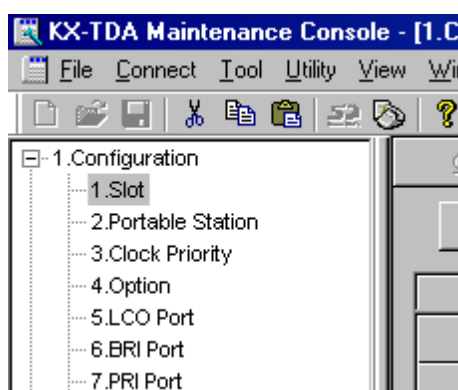 KX-TDA Maintenance Console - [1.C
File Connect Tool Utility View Wi
1.Configuration
1.Slot
2.Portable Station
3.Clock Priority
4.Option
5.LCO Port
6.BRI Port
7.PRI Port